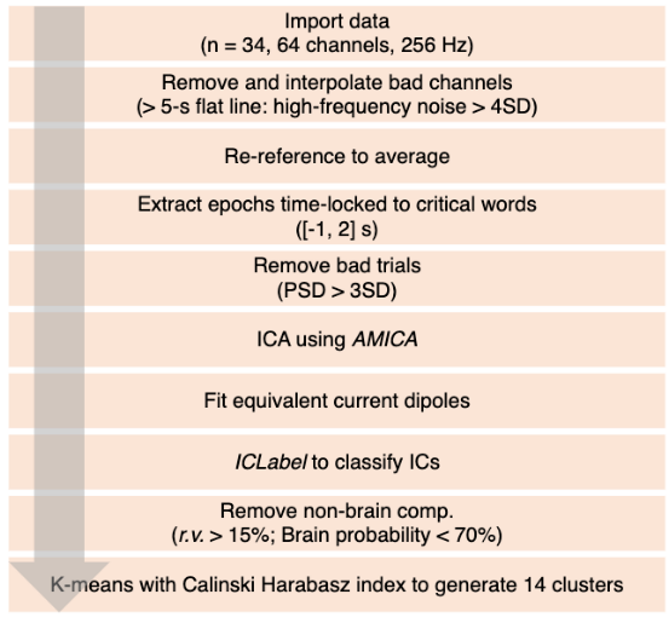 Import data
(n = 34, 64 channels, 256 Hz)
Remove and interpolate bad channels
(> 5-s flat line: high-frequency noise > 4SD)
Re-reference to average
Extract epochs time-locked to critical words
([-1, 2] s)
Remove bad trials
(PSD > 3SD)
ICA using AMICA
Fit equivalent current dipoles
ICLabel to classify ICs
Remove non-brain comp.
(r.v. > 15%; Brain probability < 70%)
K-means with Calinski Harabasz index to generate 14 clusters